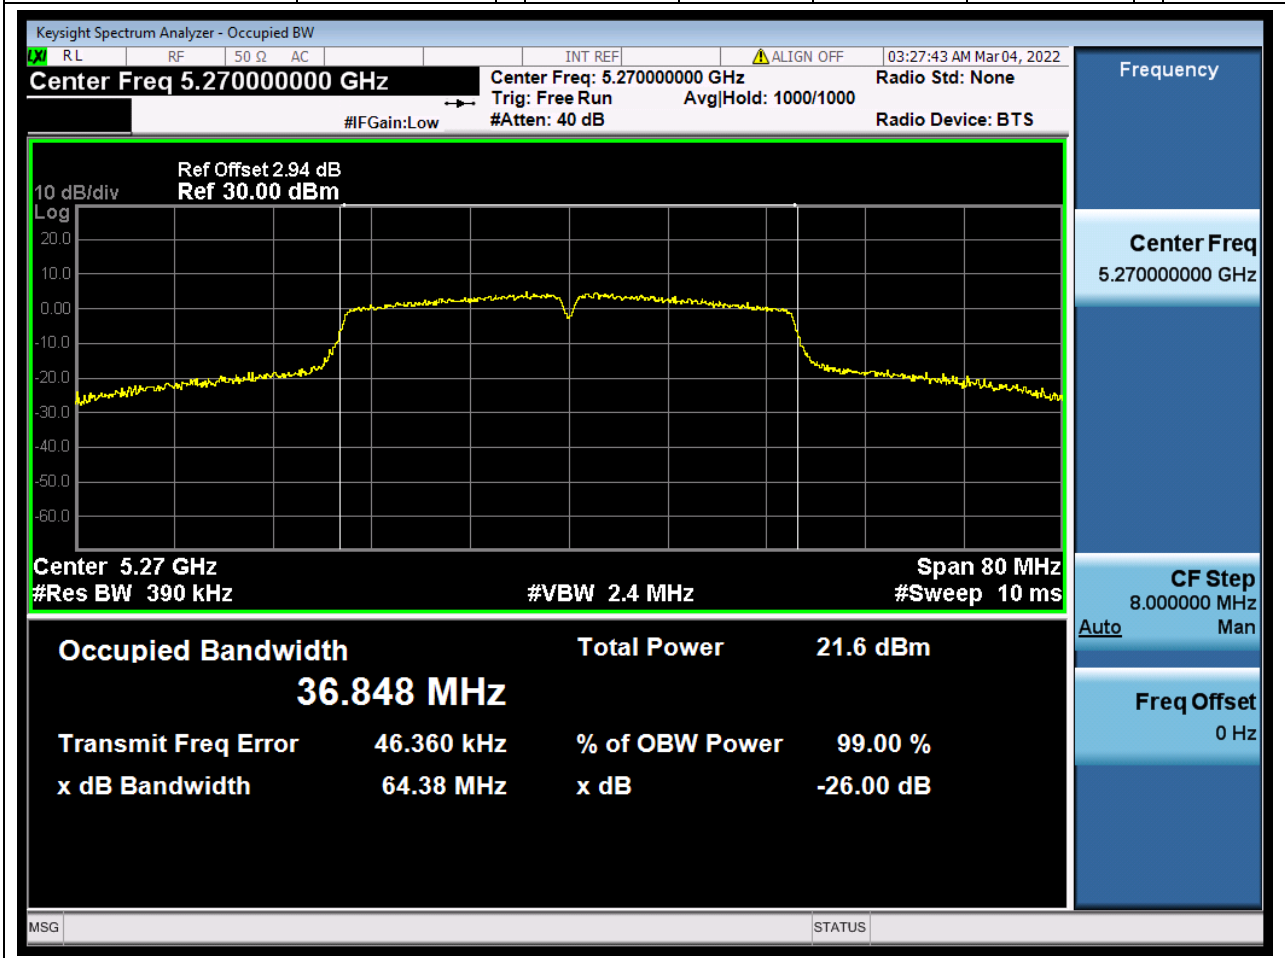 Keysight Spectrum Analyzer - Occupied BW
LXI RL RF 50 Ω AC INT REF ALIGN OFF 03:27:43 AM Mar 04, 2022
Center Freq 5.270000000 GHz
Center Freq: 5.270000000 GHz Radio Std: None
Trig: Free Run Avg|Hold: 1000/1000
#IFGain:Low #Atten: 40 dB Radio Device: BTS
Ref Offset 2.94 dB
10 dB/div Ref 30.00 dBm
Log
20.0
10.0
0.00
-10.0
-20.0
-30.0
-40.0
-50.0
-60.0
Center 5.27 GHz Span 80 MHz
#Res BW 390 kHz #VBW 2.4 MHz #Sweep 10 ms
Occupied Bandwidth Total Power 21.6 dBm
36.848 MHz
Transmit Freq Error 46.360 kHz % of OBW Power 99.00 %
x dB Bandwidth 64.38 MHz x dB -26.00 dB
Frequency
Center Freq
5.270000000 GHz
CF Step
8.000000 MHz
Auto Man
Freq Offset
0 Hz
MSG STATUS